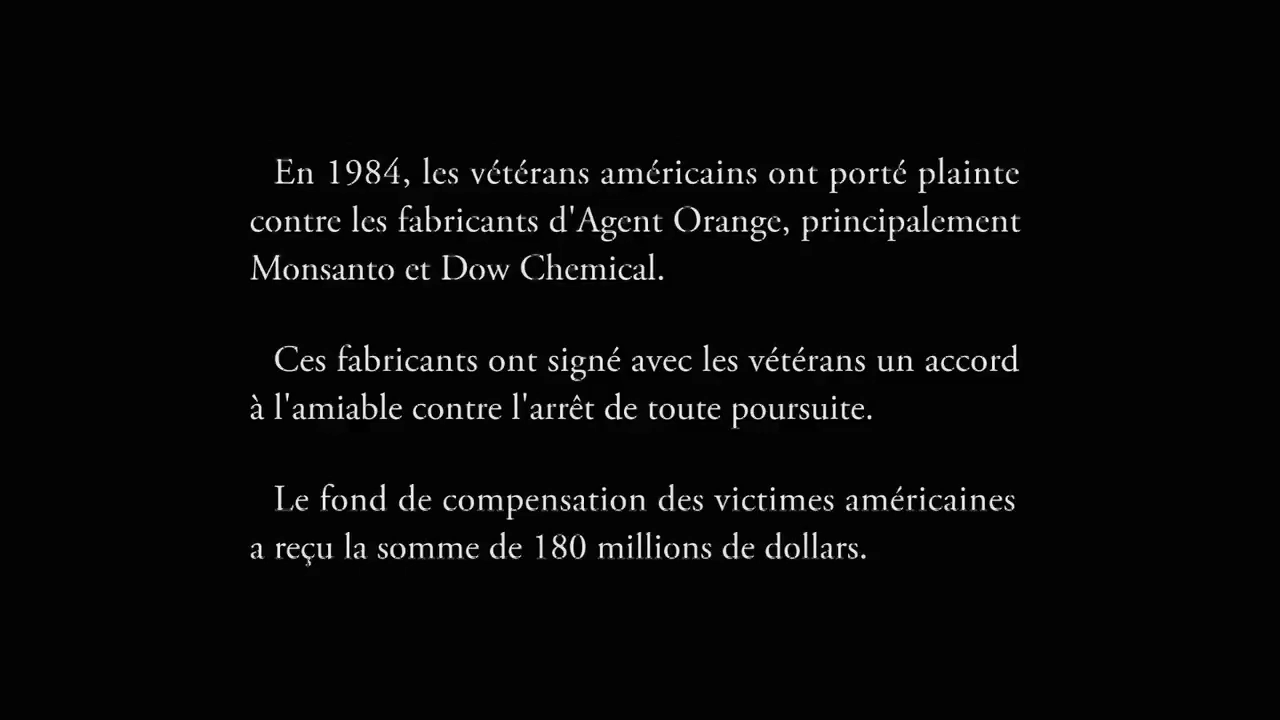 En 1984, les vétérans américains ont porté plainte
contre les fabricants d'Agent Orange, principalement
Monsanto et Dow Chemical.
Ces fabricants ont signé avec les vétérans un accord
à l'amiable contre l'arrêt de toute poursuite.
Le fond de compensation des victimes américaines
a reçu la somme de 180 millions de dollars.